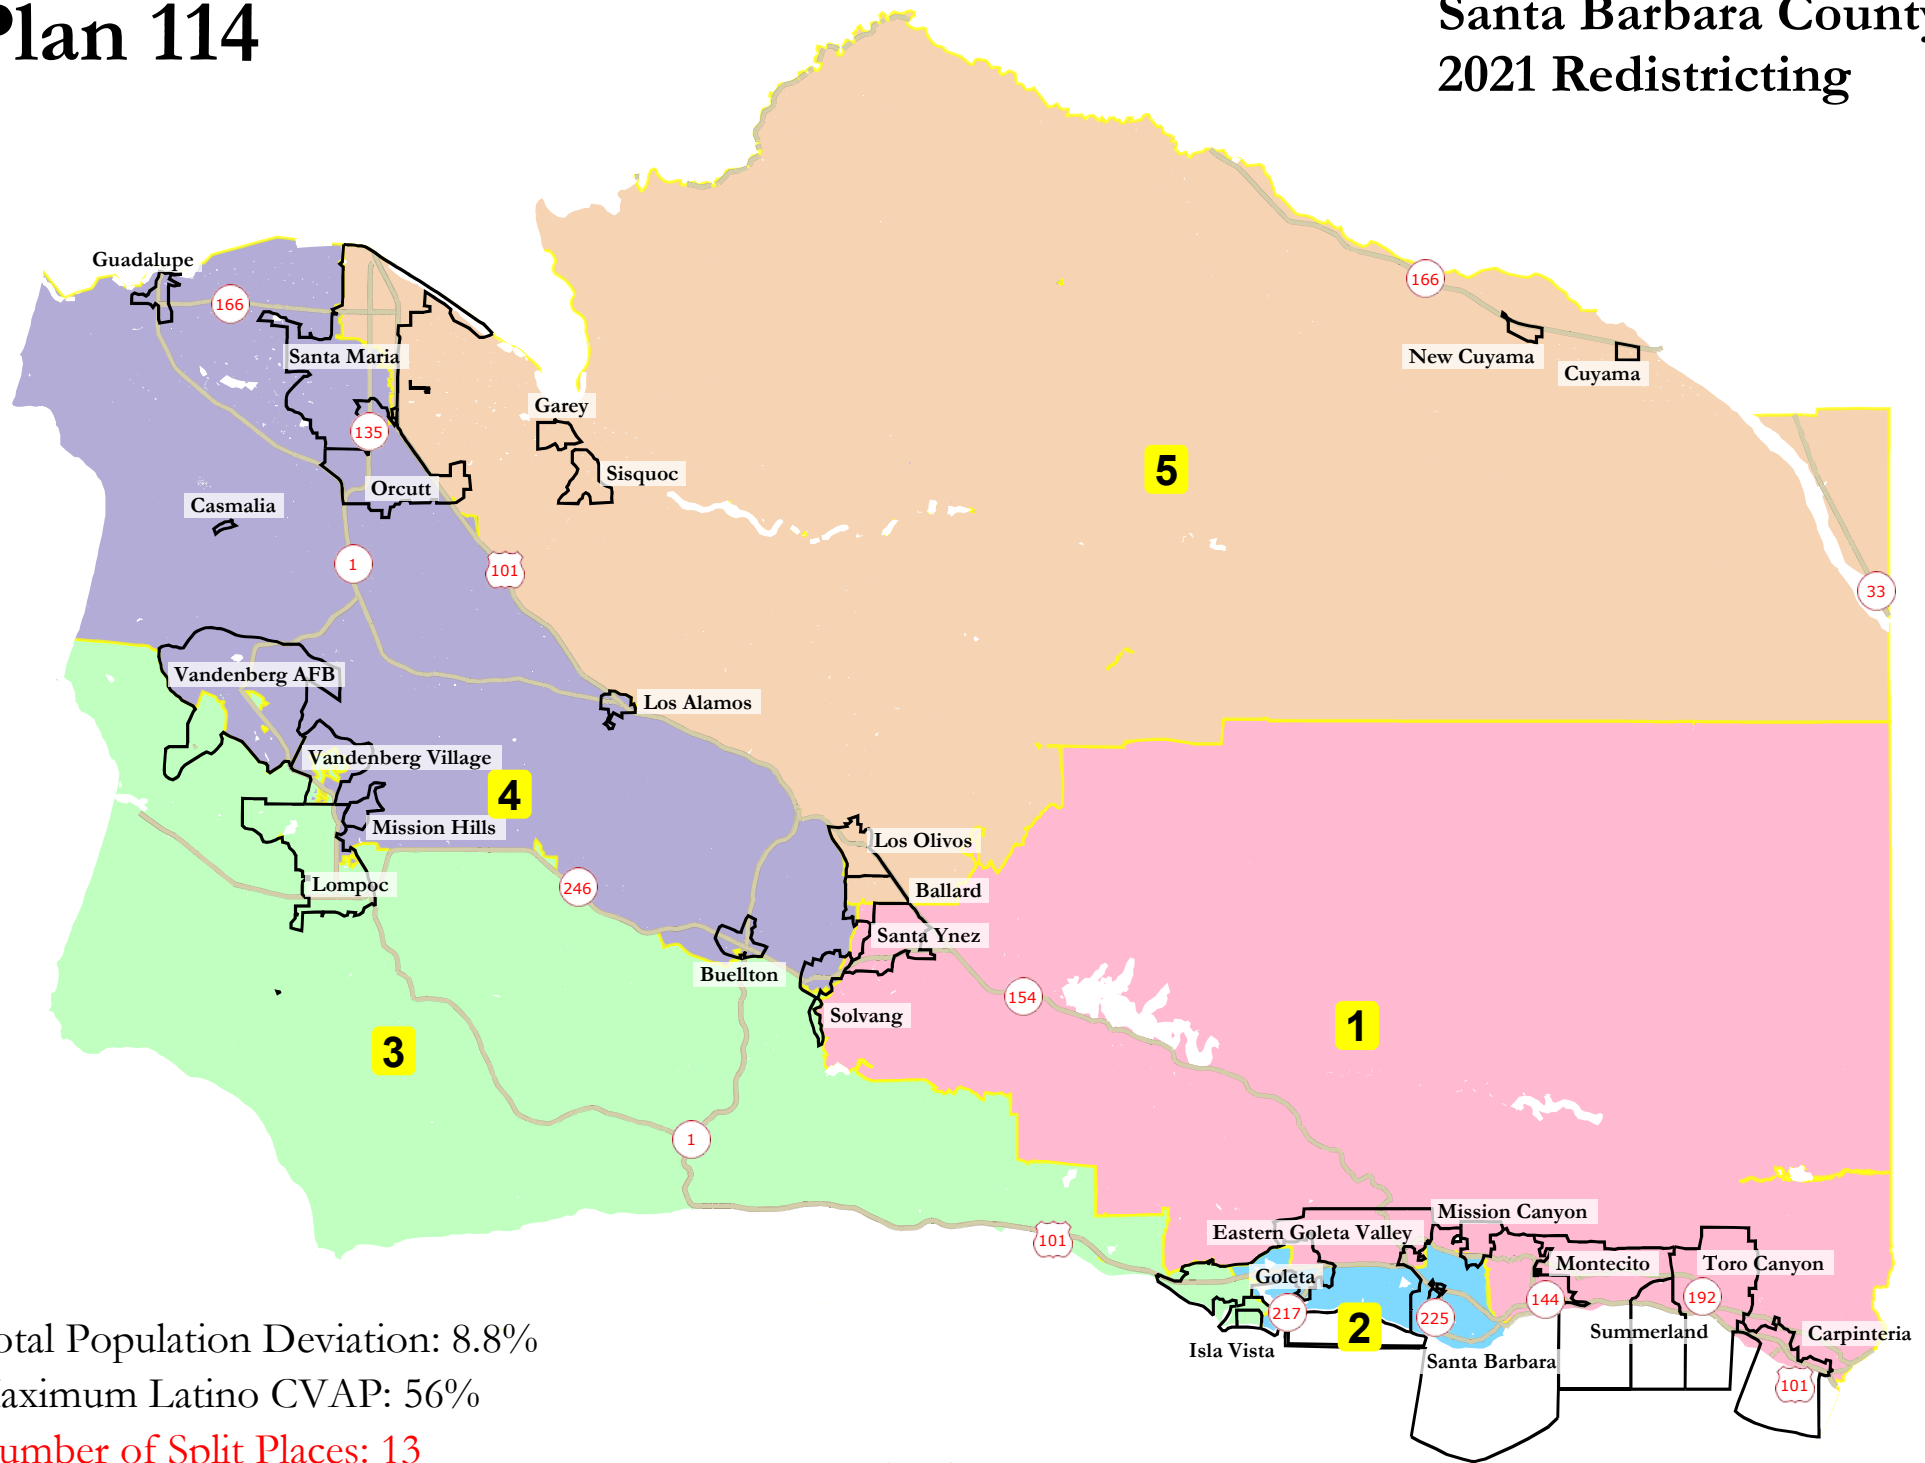 Plan 114
Santa Barbara County
2021 Redistricting
Guadalupe
166
Santa Maria
135
Orcutt
Casmalia
1
101
Garey
Sisquoc
5
166
New Cuyama
Cuyama
33
Vandenberg AFB
Los Alamos
Vandenberg Village
4
Mission Hills
Lompoc
246
Los Olivos
Ballard
Santa Ynez
Buellton
Solvang
154
1
3
1
101
Mission Canyon
Eastern Goleta Valley
Goleta
Montecito
Toro Canyon
217
2
225
144
192
Isla Vista
Santa Barbara
Summerland
Carpinteria
101
otal Population Deviation: 8.8%
aximum Latino CVAP: 56%
umber of Split Places: 13